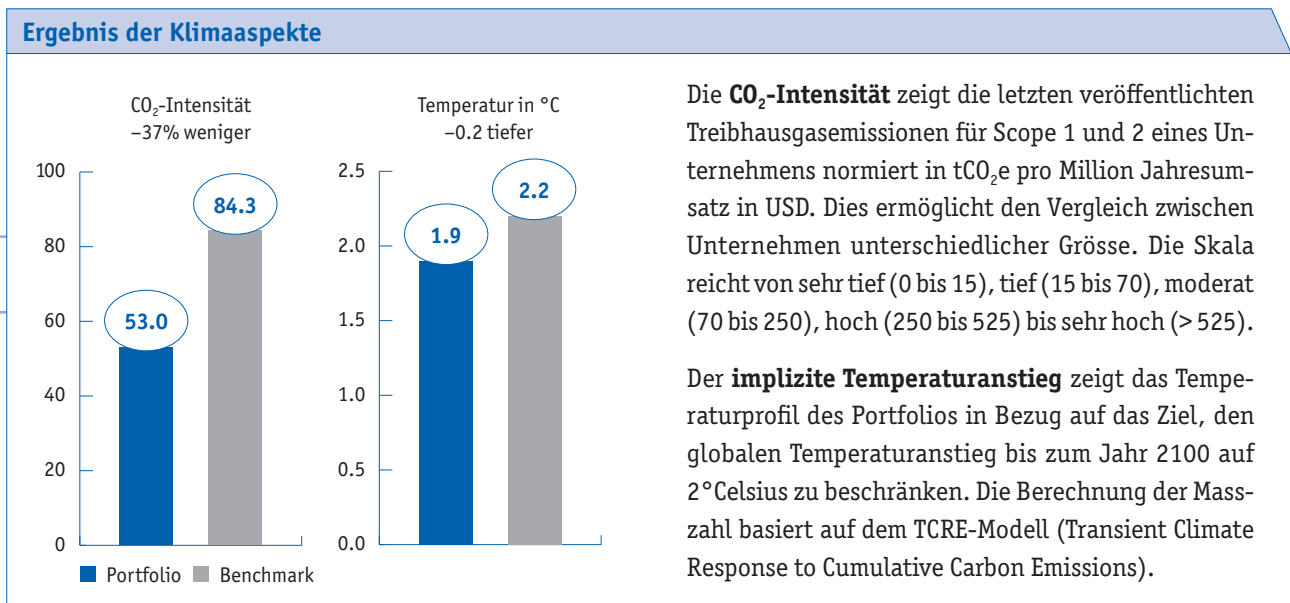 Ergebnis der Klimaaspekte
CO₂-Intensität
–37% weniger
100
80
60
40
20
0
53.0
84.3
Temperatur in °C
–0.2 tiefer
2.5
2.0
1.5
1.0
0.5
0.0
1.9
2.2
Portfolio
Benchmark
Die CO₂-Intensität zeigt die letzten veröffentlichten
Treibhausgasemissionen für Scope 1 und 2 eines Un-
ternehmens normiert in tCO₂e pro Million Jahresum-
satz in USD. Dies ermöglicht den Vergleich zwischen
Unternehmen unterschiedlicher Grösse. Die Skala
reicht von sehr tief (0 bis 15), tief (15 bis 70), moderat
(70 bis 250), hoch (250 bis 525) bis sehr hoch (> 525).
Der implizite Temperaturanstieg zeigt das Tempe-
raturprofil des Portfolios in Bezug auf das Ziel, den
globalen Temperaturanstieg bis zum Jahr 2100 auf
2°Celsius zu beschränken. Die Berechnung der Mass-
zahl basiert auf dem TCRE-Modell (Transient Climate
Response to Cumulative Carbon Emissions).